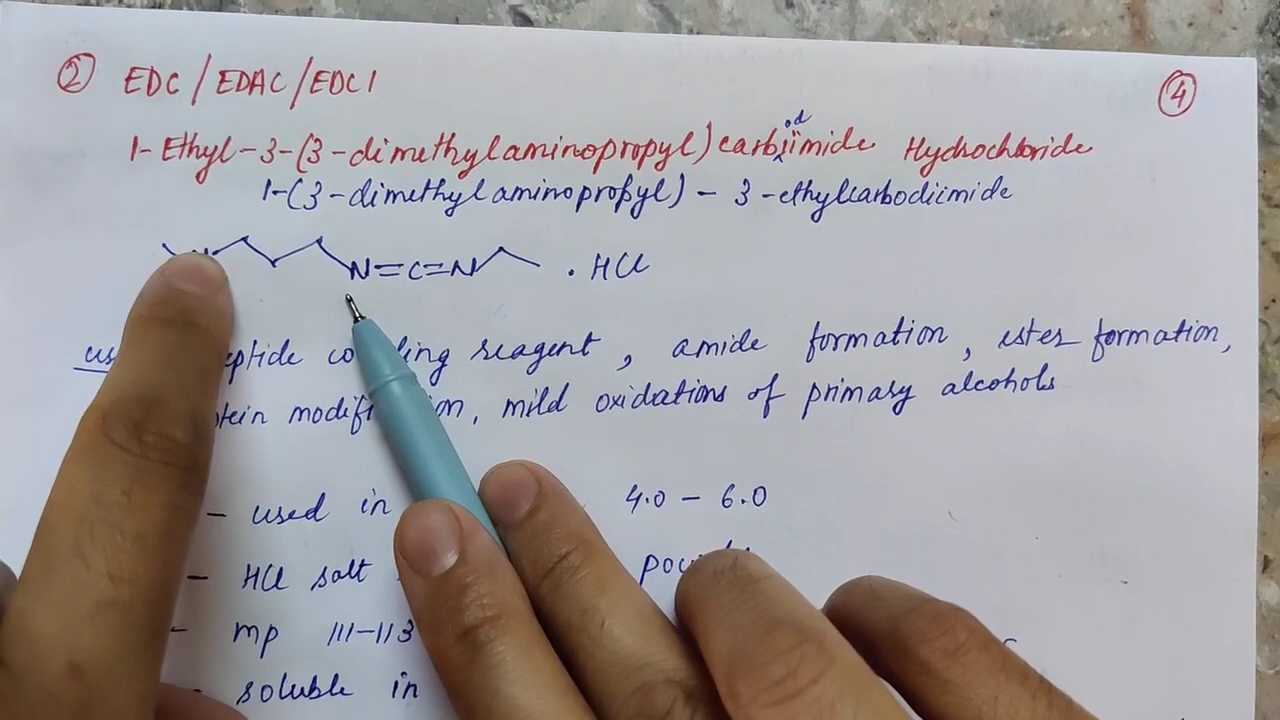 ② EDC / EDAC / EDCI
④
1-Ethyl-3-(3-dimethylaminopropyl)carbodiimide Hydrochloride
1-(3-dimethylaminopropyl) - 3-ethylcarbodiimide
N=C=N . HCl
coupling reagent , amide formation , ester formation,
mild oxidations of primary alcohols
- used in 4.0 - 6.0
- HCl salt
- mp 111-113
- soluble in